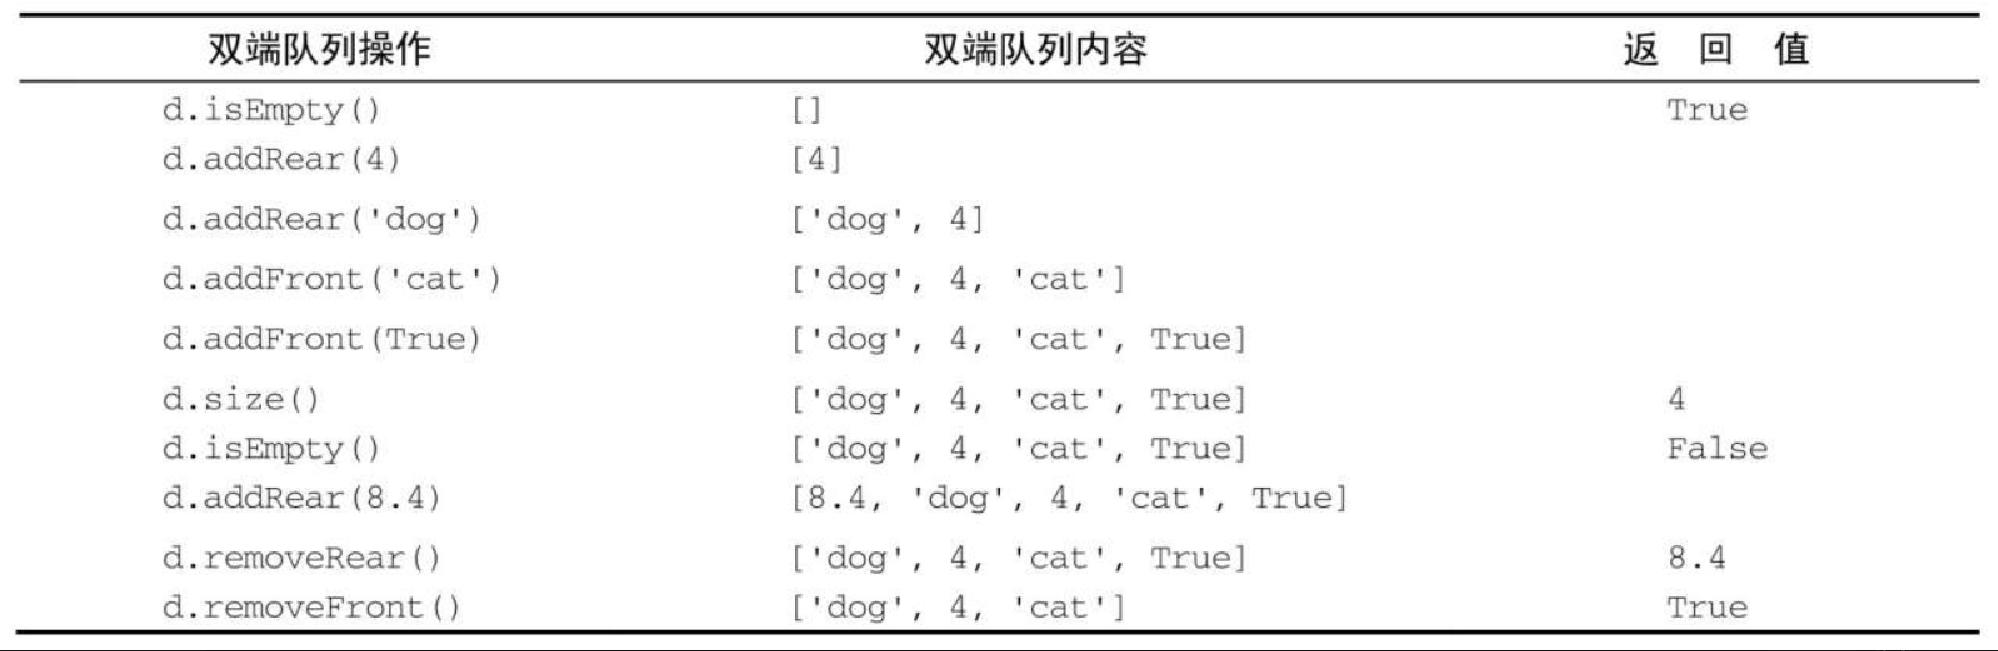 双端队列操作 双端队列内容 返 回 值
d.isEmpty() [] True
d.addRear(4) [4]
d.addRear('dog') ['dog', 4]
d.addFront('cat') ['dog', 4, 'cat']
d.addFront(True) ['dog', 4, 'cat', True]
d.size() ['dog', 4, 'cat', True] 4
d.isEmpty() ['dog', 4, 'cat', True] False
d.addRear(8.4) [8.4, 'dog', 4, 'cat', True]
d.removeRear() ['dog', 4, 'cat', True] 8.4
d.removeFront() ['dog', 4, 'cat'] True